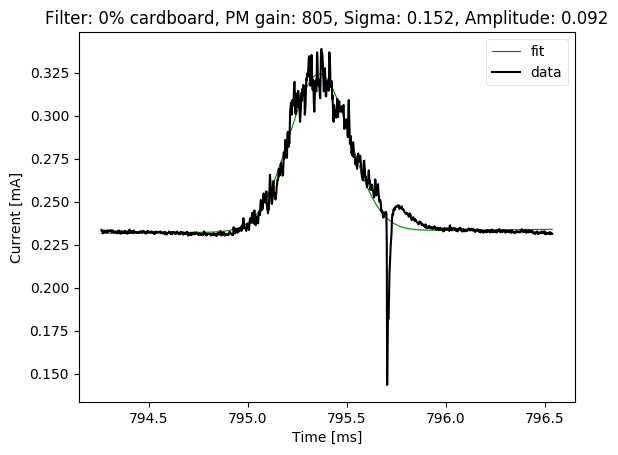 Filter: 0% cardboard, PM gain: 805, Sigma: 0.152, Amplitude: 0.092
fit
data
0.325
0.300
0.275
0.250
0.225
0.200
0.175
0.150
Current [mA]
794.5 795.0 795.5 796.0 796.5
Time [ms]